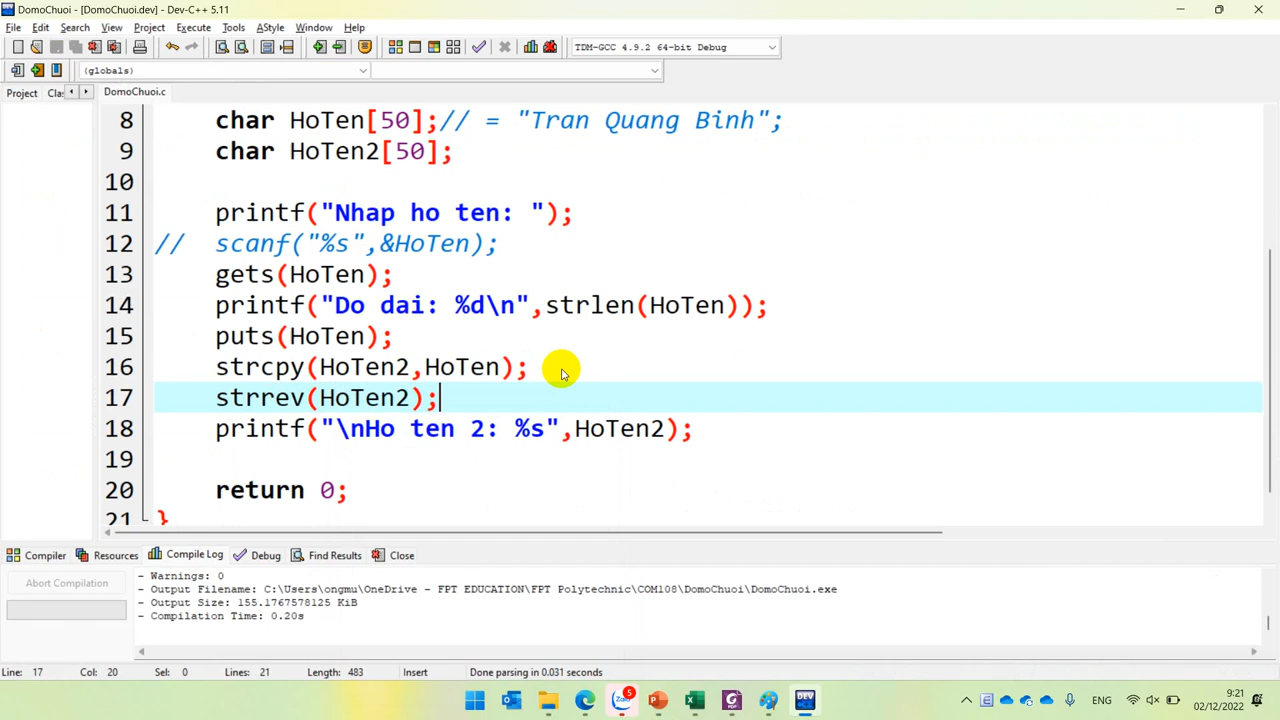 DomoChuoi - [DomoChuoi.dev] - Dev-C++ 5.11
File Edit Search View Project Execute Tools AStyle Window Help
TDM-GCC 4.9.2 64-bit Debug
(globals)
Project Clas DomoChuoi.c
8 char HoTen[50];// = "Tran Quang Binh";
9 char HoTen2[50];
10
11 printf("Nhap ho ten: ");
12 // scanf("%s",&HoTen);
13 gets(HoTen);
14 printf("Do dai: %d\n",strlen(HoTen));
15 puts(HoTen);
16 strcpy(HoTen2,HoTen);
17 strrev(HoTen2);
18 printf("\nHo ten 2: %s",HoTen2);
19
20 return 0;
21 }
Compiler Resources Compile Log Debug Find Results Close
Abort Compilation
- Warnings: 0
- Output Filename: C:\Users\ongmu\OneDrive - FPT EDUCATION\FPT Polytechnic\COM108\DomoChuoi\DomoChuoi.exe
- Output Size: 155.1767578125 KiB
- Compilation Time: 0.20s
Line: 17 Col: 20 Sel: 0 Lines: 21 Length: 483 Insert Done parsing in 0.031 seconds
Zalo 5 ENG 9:21
02/12/2022